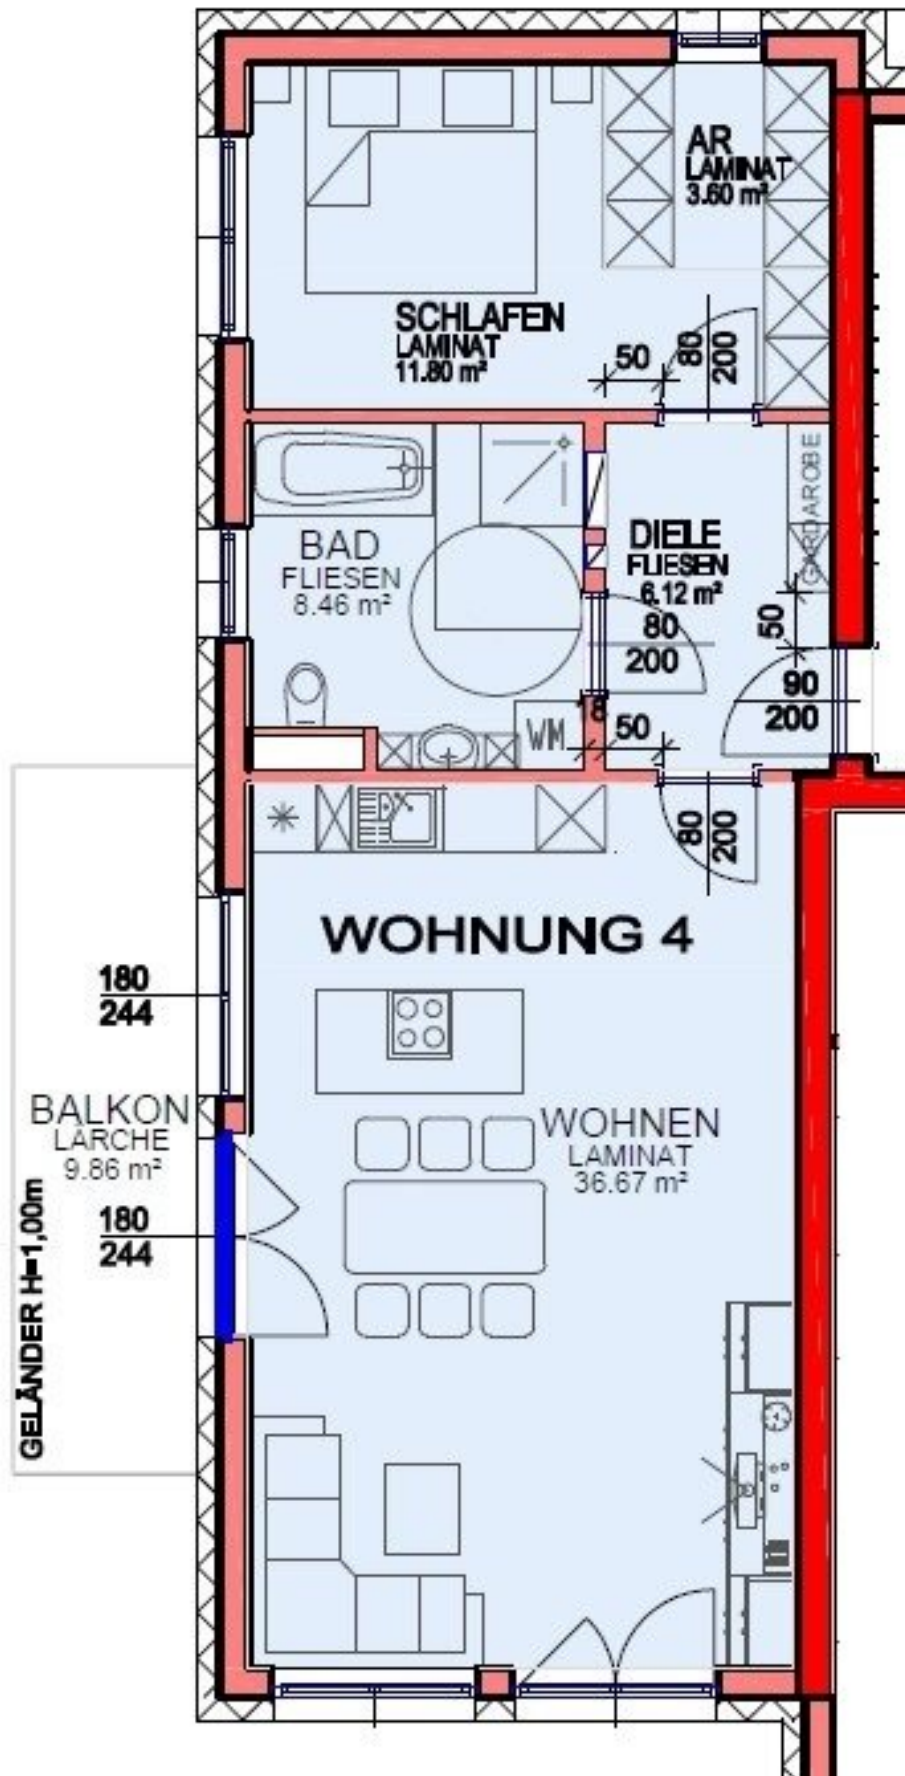 AR
LAMINAT
3.60 m²
SCHLAFEN
LAMINAT
11.80 m²
50
80
200
GARDAROBE
BAD
FLIESEN
8.46 m²
DIELE
FLIESEN
6.12 m²
50
80
200
90
200
18
50
WM
80
200
WOHNUNG 4
180
244
BALKON
LÄRCHE
9.86 m²
WOHNEN
LAMINAT
36.67 m²
180
244
GELÄNDER H=1,00m